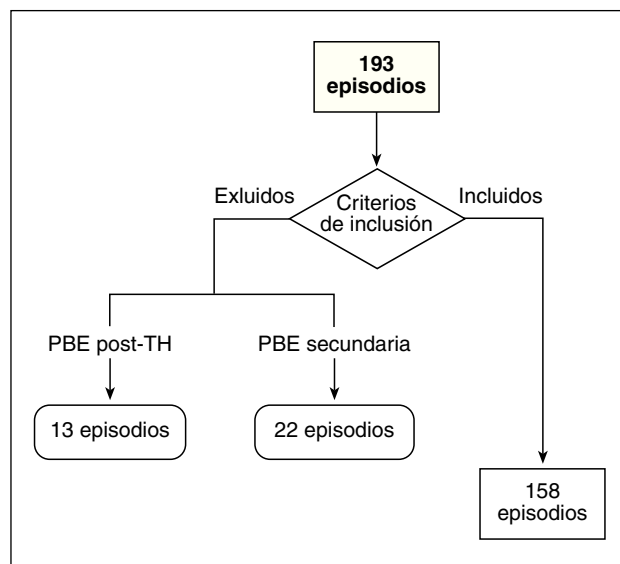 193
episodios
Exluidos
Incluidos
Criterios
de inclusión
PBE post-TH
PBE secundaria
13 episodios
22 episodios
158
episodios